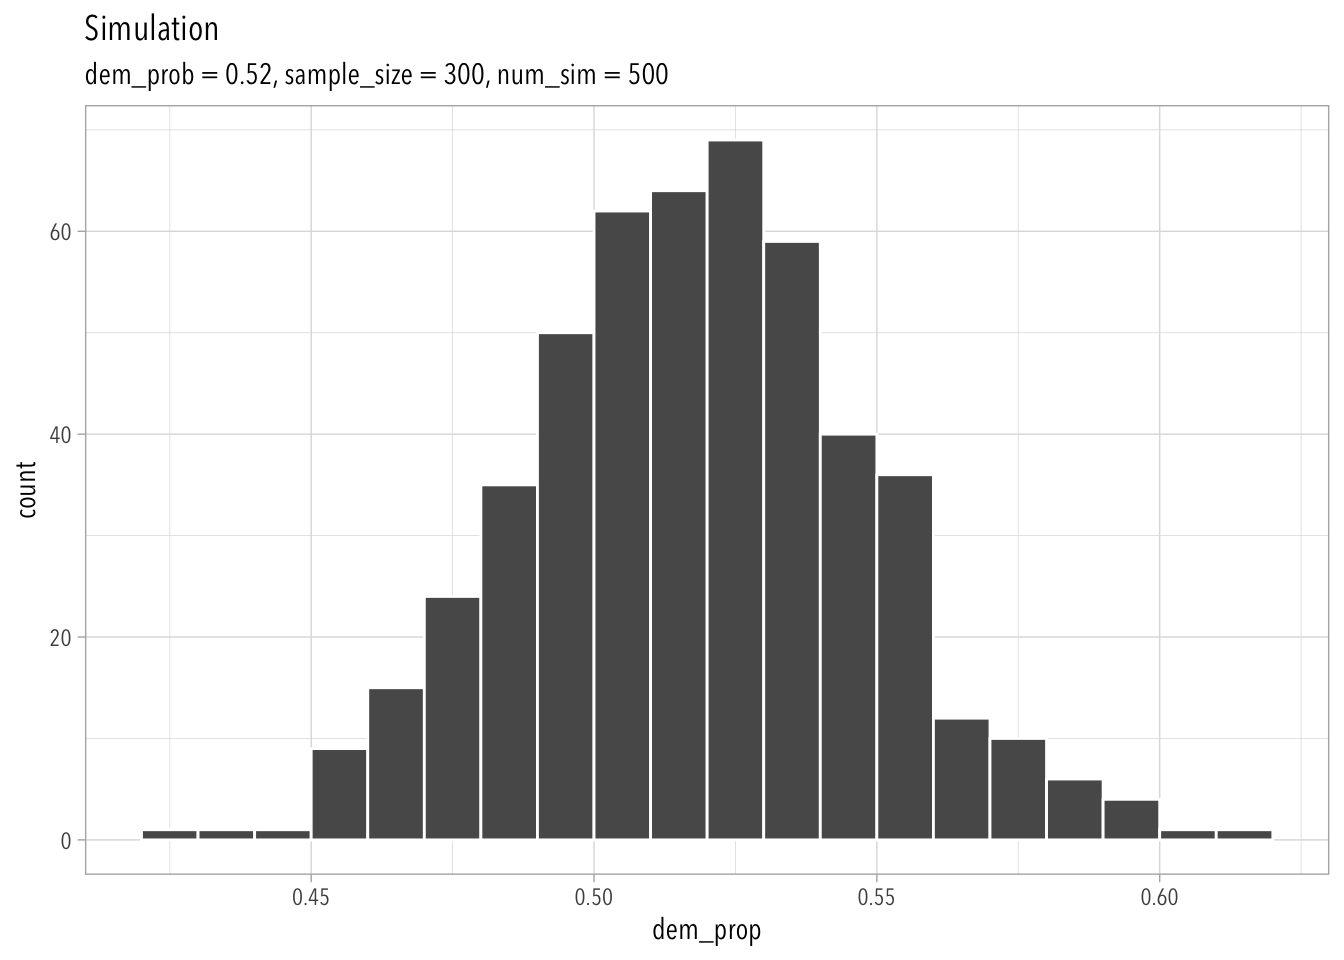 Simulation
dem_prob = 0.52, sample_size = 300, num_sim = 500
60
40
20
0
count
0.45 0.50 0.55 0.60
dem_prop